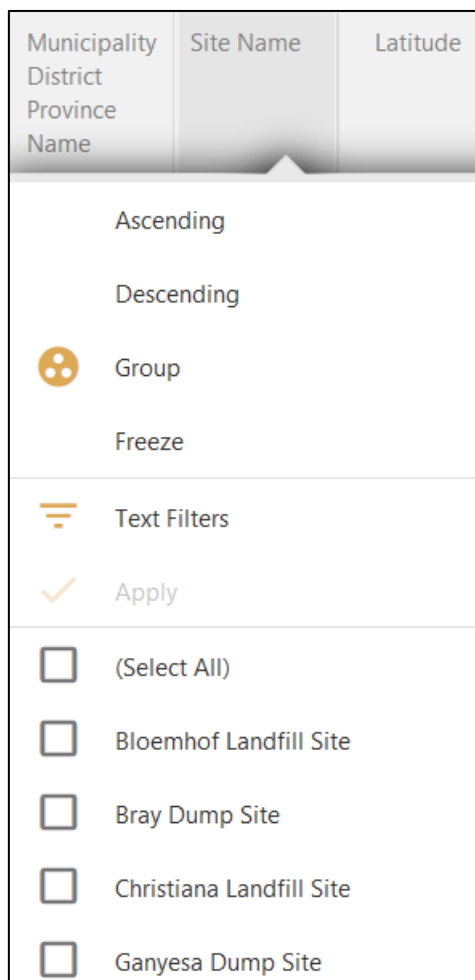 Municipality
District
Province
Name
Site Name
Latitude
Ascending
Descending
Group
Freeze
Text Filters
Apply
(Select All)
Bloemhof Landfill Site
Bray Dump Site
Christiana Landfill Site
Ganyesa Dump Site